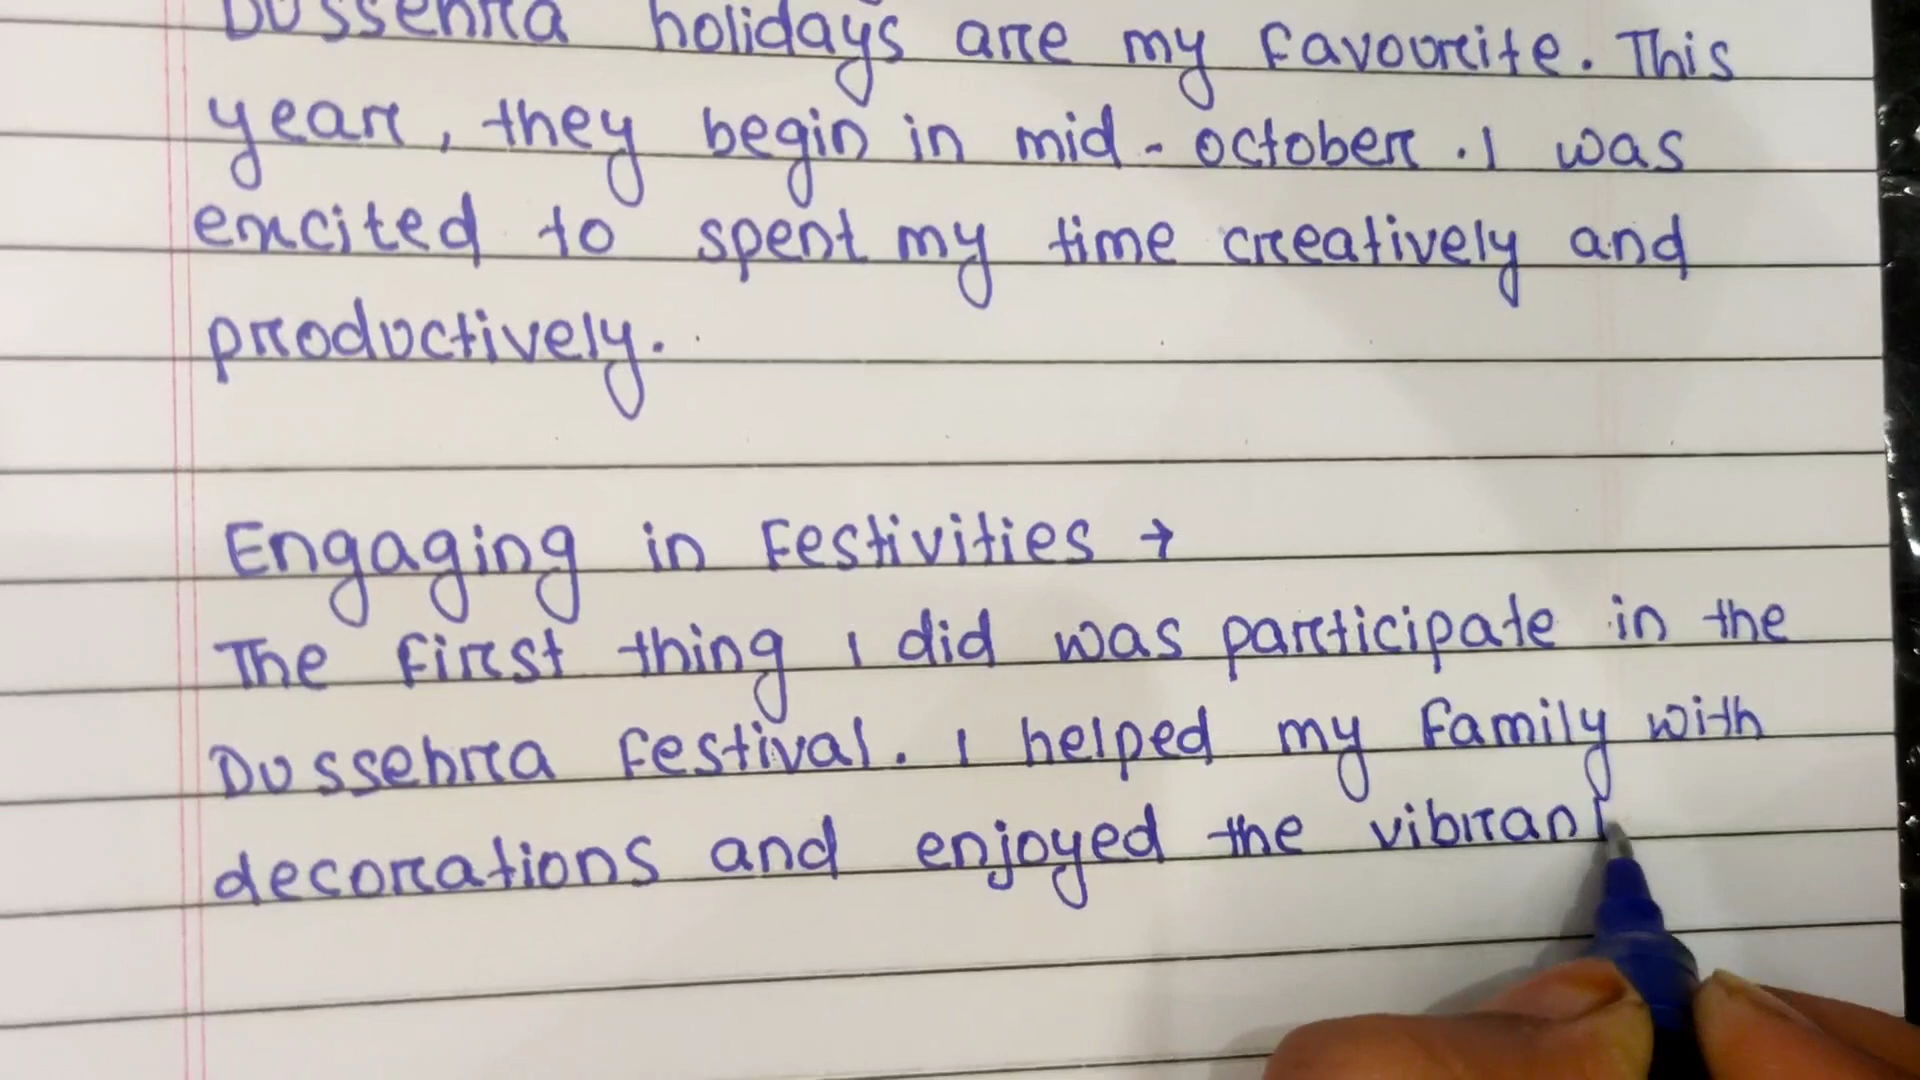 Dussehra holidays are my favourite. This
year, they begin in mid-october. I was
excited to spent my time creatively and
productively.
Engaging in Festivities →
The first thing I did was participate in the
Dussehra festival. I helped my family with
decorations and enjoyed the vibrant